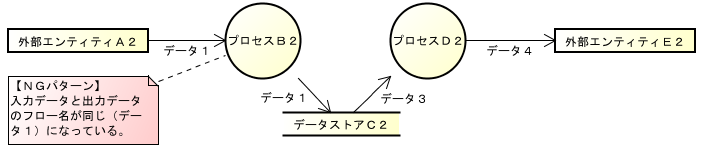 外部エンティティＡ２
データ１
プロセスＢ２
プロセスＤ２
データ４
外部エンティティＥ２
【ＮＧパターン】
入力データと出力データ
のフロー名が同じ（デー
タ１）になっている。
データ１
データ３
データストアＣ２